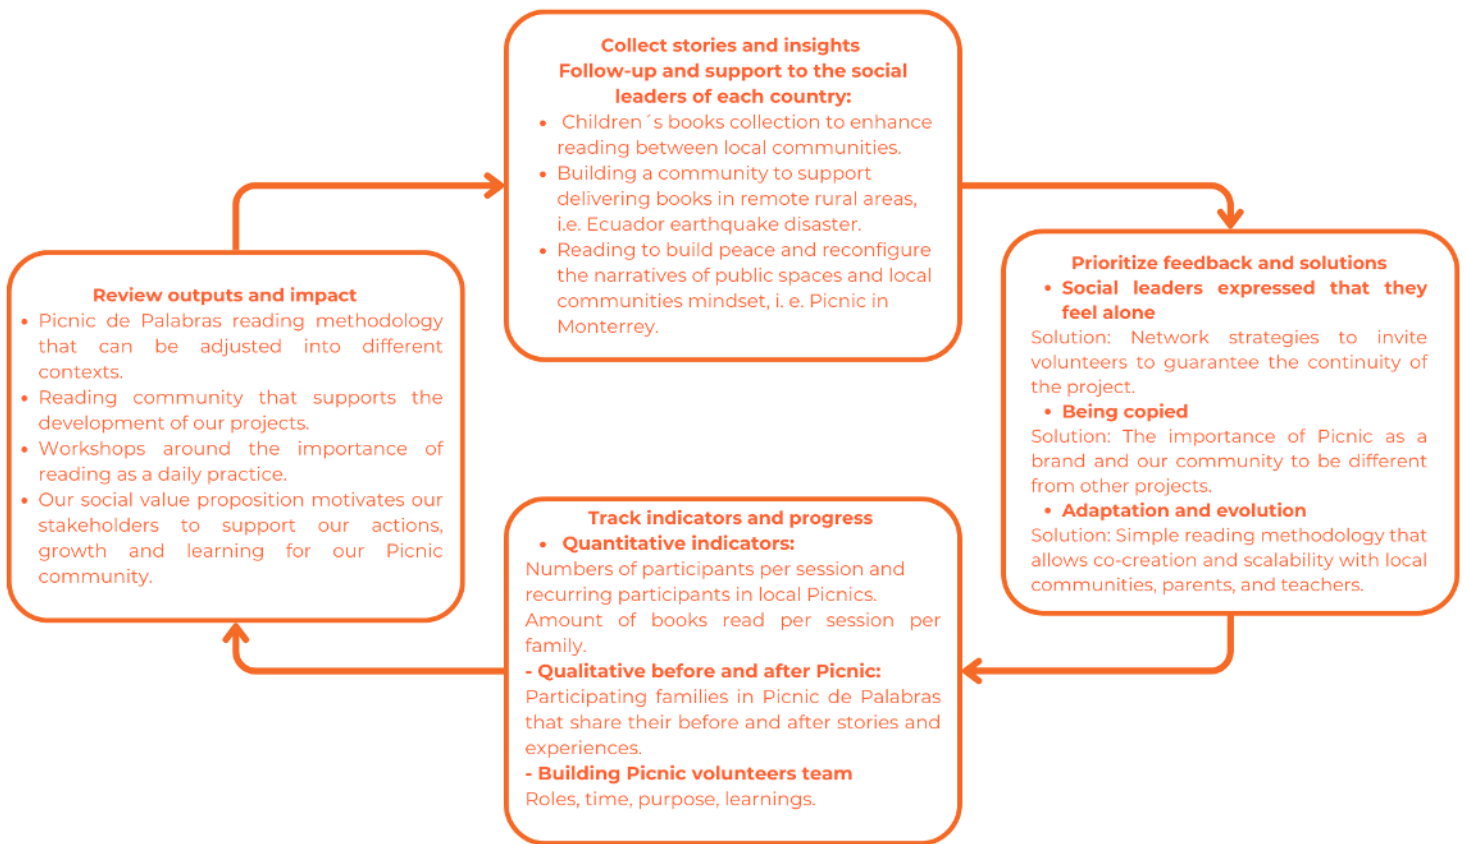 Collect stories and insights
Follow-up and support to the social
leaders of each country:
• Children´s books collection to enhance
reading between local communities.
• Building a community to support
delivering books in remote rural areas,
i.e. Ecuador earthquake disaster.
• Reading to build peace and reconfigure
the narratives of public spaces and local
communities mindset, i. e. Picnic in
Monterrey.
Prioritize feedback and solutions
• Social leaders expressed that they
feel alone
Solution: Network strategies to invite
volunteers to guarantee the continuity of
the project.
• Being copied
Solution: The importance of Picnic as a
brand and our community to be different
from other projects.
• Adaptation and evolution
Solution: Simple reading methodology that
allows co-creation and scalability with local
communities, parents, and teachers.
Track indicators and progress
• Quantitative indicators:
Numbers of participants per session and
recurring participants in local Picnics.
Amount of books read per session per
family.
- Qualitative before and after Picnic:
Participating families in Picnic de Palabras
that share their before and after stories and
experiences.
- Building Picnic volunteers team
Roles, time, purpose, learnings.
Review outputs and impact
• Picnic de Palabras reading methodology
that can be adjusted into different
contexts.
• Reading community that supports the
development of our projects.
• Workshops around the importance of
reading as a daily practice.
• Our social value proposition motivates our
stakeholders to support our actions,
growth and learning for our Picnic
community.